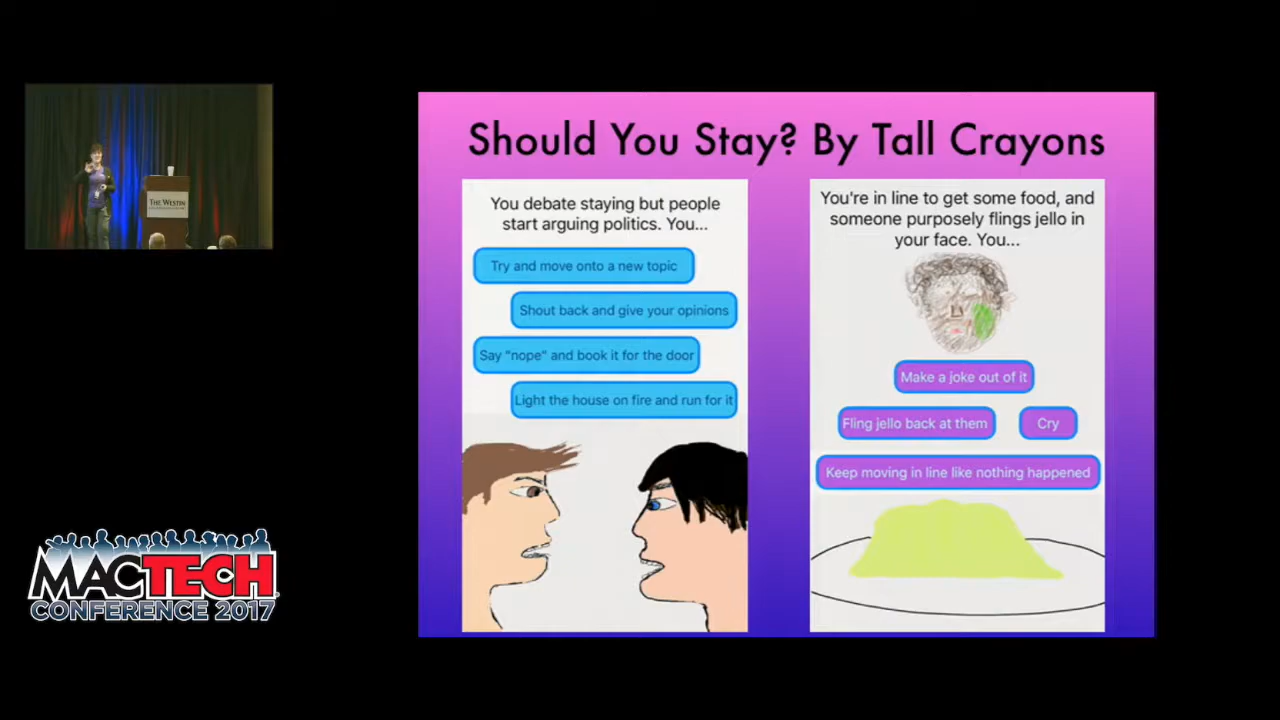 Should You Stay? By Tall Crayons
You debate staying but people
start arguing politics. You...
Try and move onto a new topic
Shout back and give your opinions
Say "nope" and book it for the door
Light the house on fire and run for it
You're in line to get some food, and
someone purposely flings jello in
your face. You...
Make a joke out of it
Fling jello back at them
Cry
Keep moving in line like nothing happened
THE WESTIN
MACTECH
CONFERENCE 2017